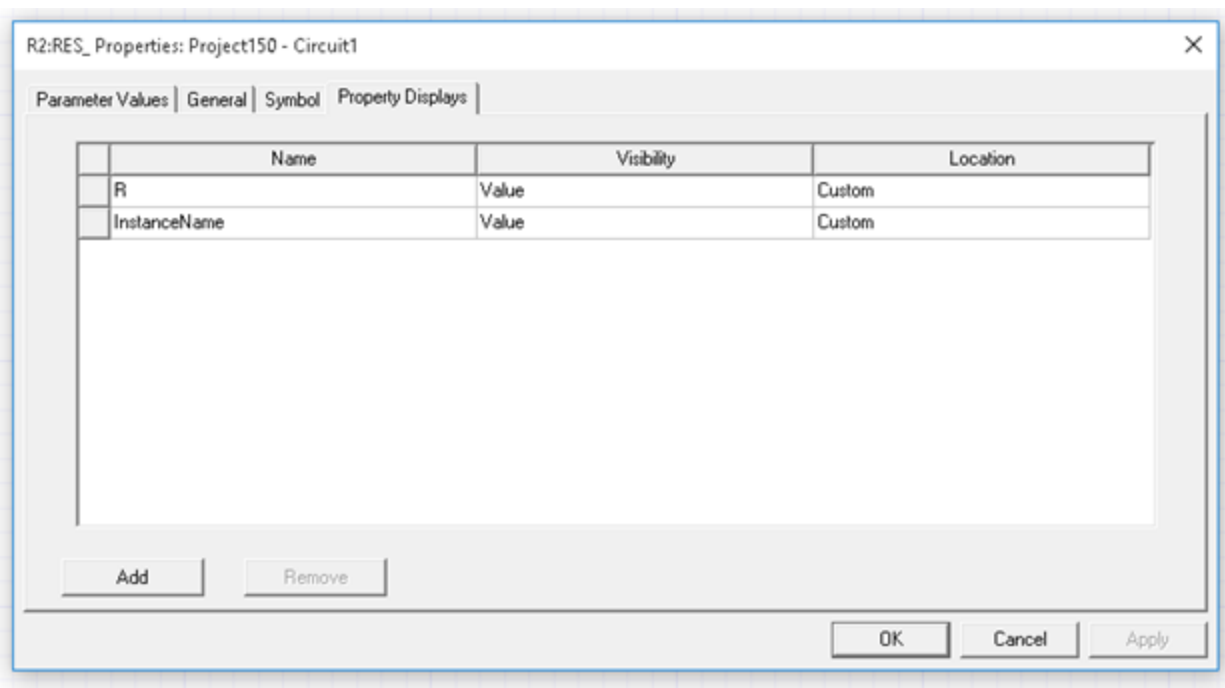 R2:RES_ Properties: Project150 - Circuit1
Parameter Values General Symbol Property Displays
Name Visibility Location
R Value Custom
InstanceName Value Custom
Add Remove
OK Cancel Apply